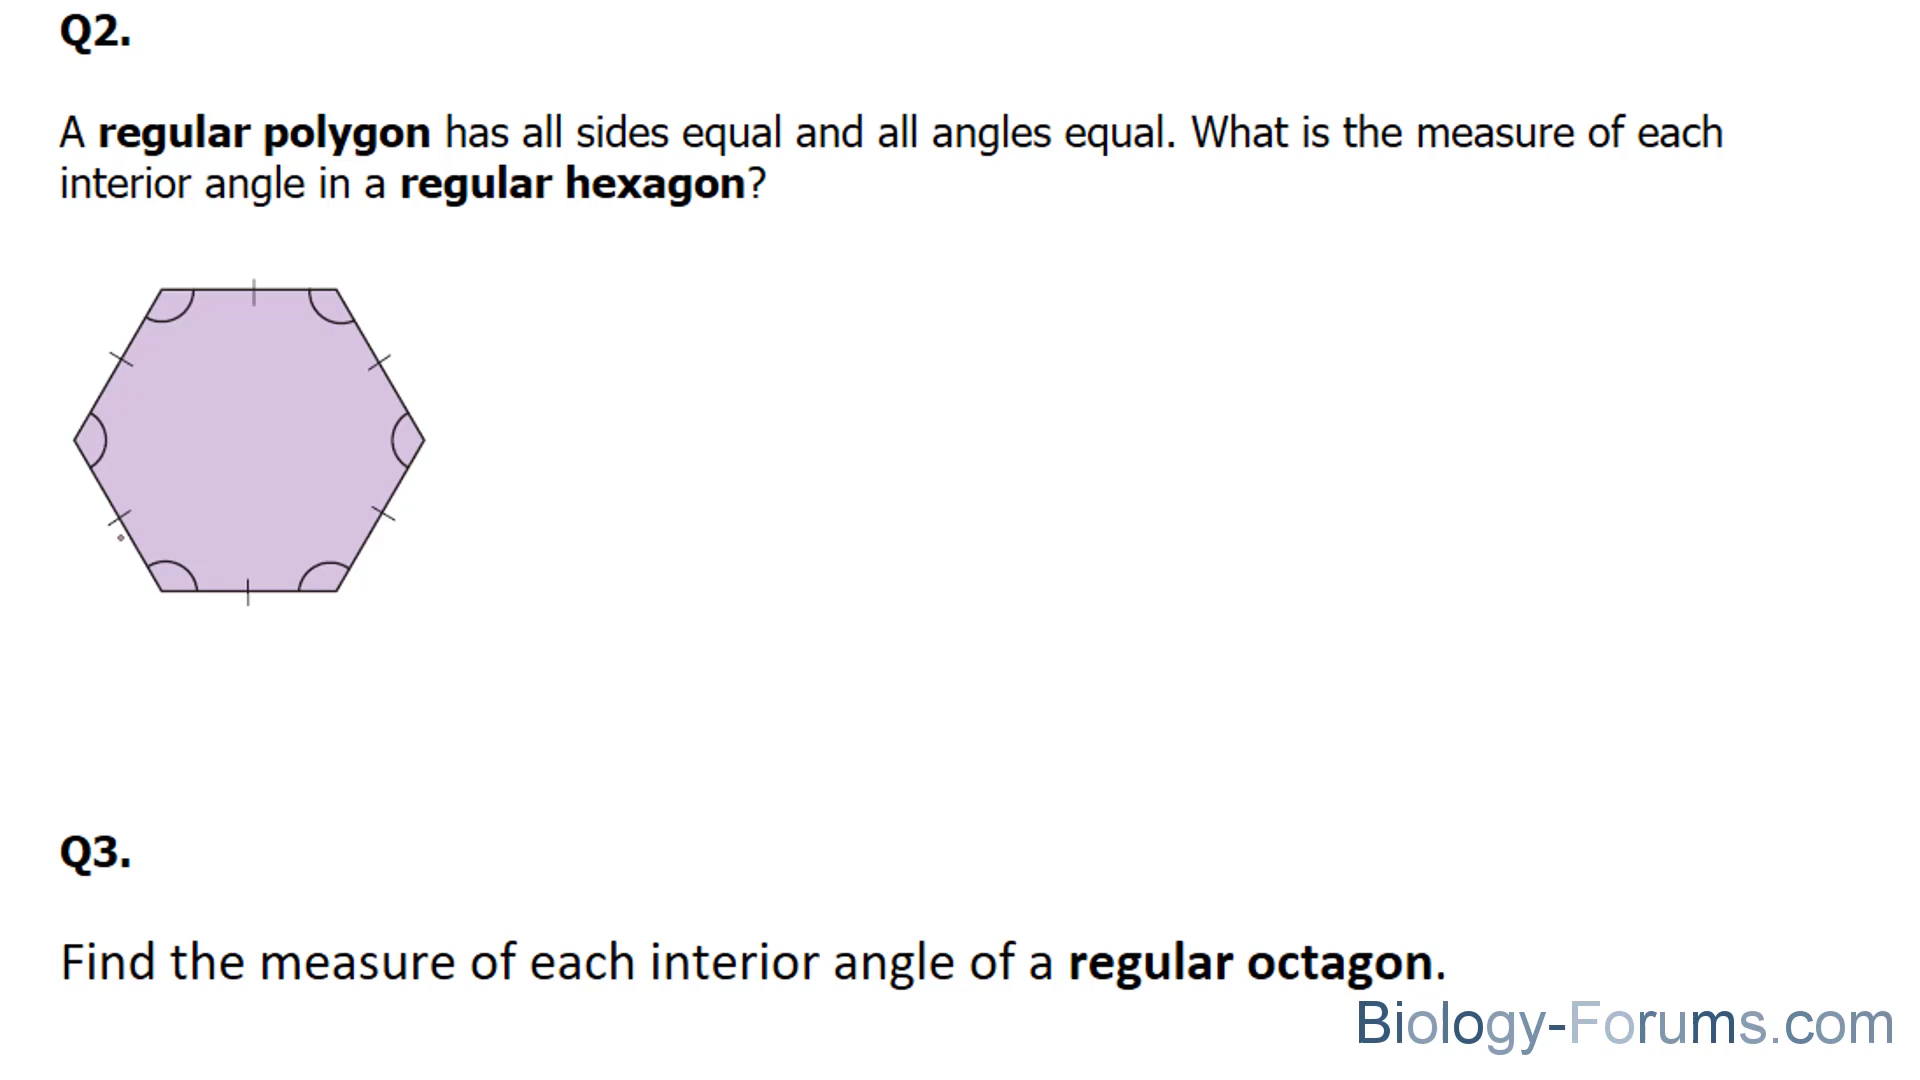 Q2.
A regular polygon has all sides equal and all angles equal. What is the measure of each
interior angle in a regular hexagon?
Q3.
Find the measure of each interior angle of a regular octagon.
Biology-Forums.com